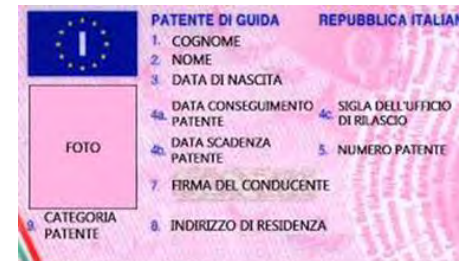 PATENTE DI GUIDA REPUBBLICA ITALIAN
I
1. COGNOME
2. NOME
3. DATA DI NASCITA
4a. DATA CONSEGUIMENTO PATENTE
4c. SIGLA DELL'UFFICIO DI RILASCIO
FOTO
4b. DATA SCADENZA PATENTE
5. NUMERO PATENTE
7. FIRMA DEL CONDUCENTE
9. CATEGORIA PATENTE
8. INDIRIZZO DI RESIDENZA